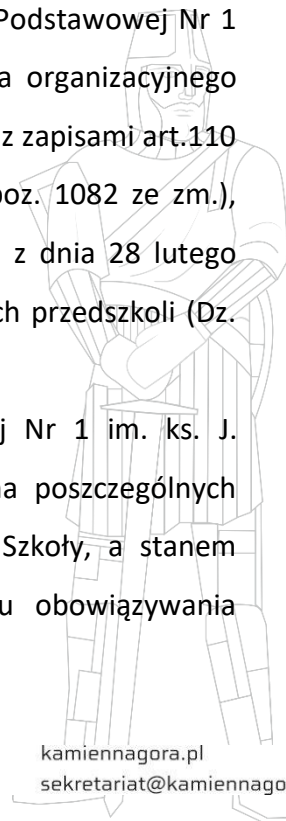 Podstawowej Nr 1
a organizacyjnego
z zapisami art.110
poz. 1082 ze zm.),
z dnia 28 lutego
ch przedszkoli (Dz.
j Nr 1 im. ks. J.
na poszczególnych
Szkoły, a stanem
u obowiązywania
kamiennagora.pl
sekretariat@kamiennago